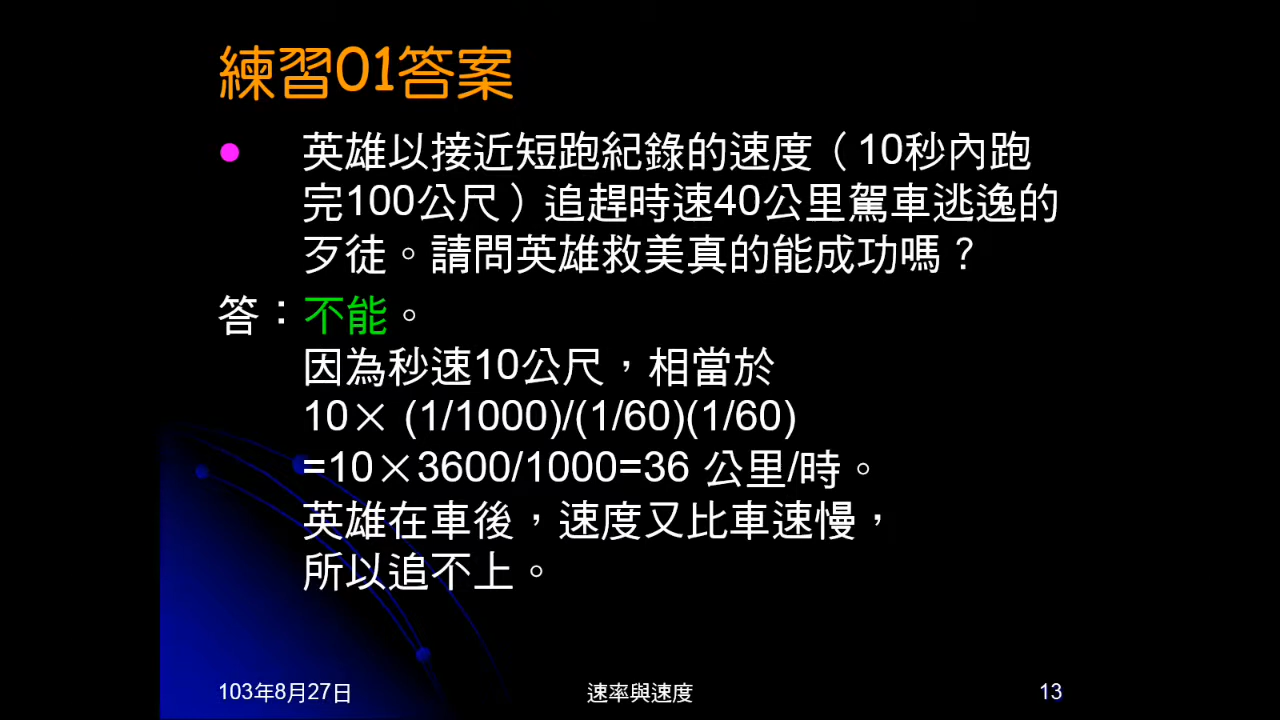 練習01答案
英雄以接近短跑紀錄的速度（10秒內跑
完100公尺）追趕時速40公里駕車逃逸的
歹徒。請問英雄救美真的能成功嗎？
答：不能。
因為秒速10公尺，相當於
10× (1/1000)/(1/60)(1/60)
=10×3600/1000=36 公里/時。
英雄在車後，速度又比車速慢，
所以追不上。
103年8月27日
速率與速度
13